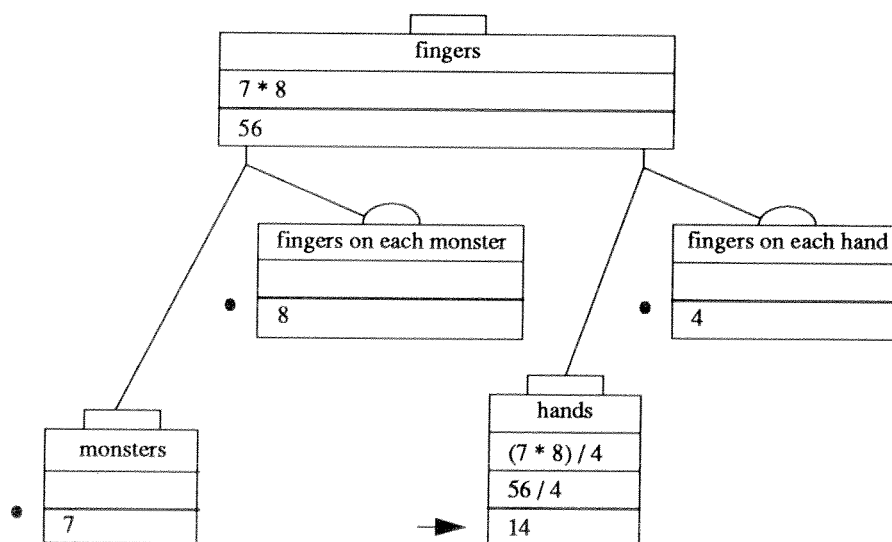 fingers
7 * 8
56
fingers on each monster
8
fingers on each hand
4
monsters
7
hands
(7 * 8) / 4
56 / 4
14